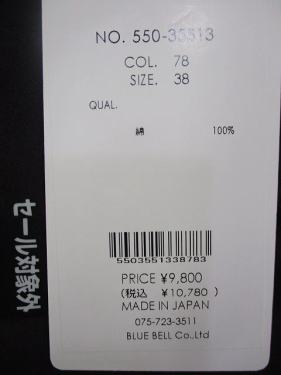 NO. 550-35513
COL. 78
SIZE. 38
QUAL.
綿 100%
5503551338783
PRICE ¥9,800
(税込 ¥10,780)
MADE IN JAPAN
075-723-3511
BLUE BELL Co.,Ltd
セール対象外